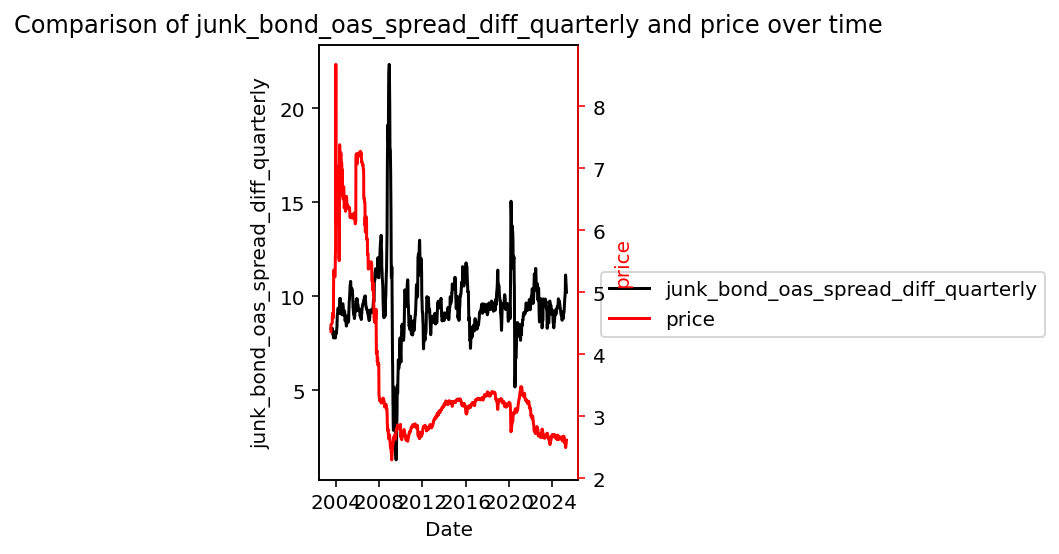 Comparison of junk_bond_oas_spread_diff_quarterly and price over time
junk_bond_oas_spread_diff_quarterly
20
15
10
5
8
7
6
5
4
3
2
price
junk_bond_oas_spread_diff_quarterly
price
2004 2008 2012 2016 2020 2024
Date